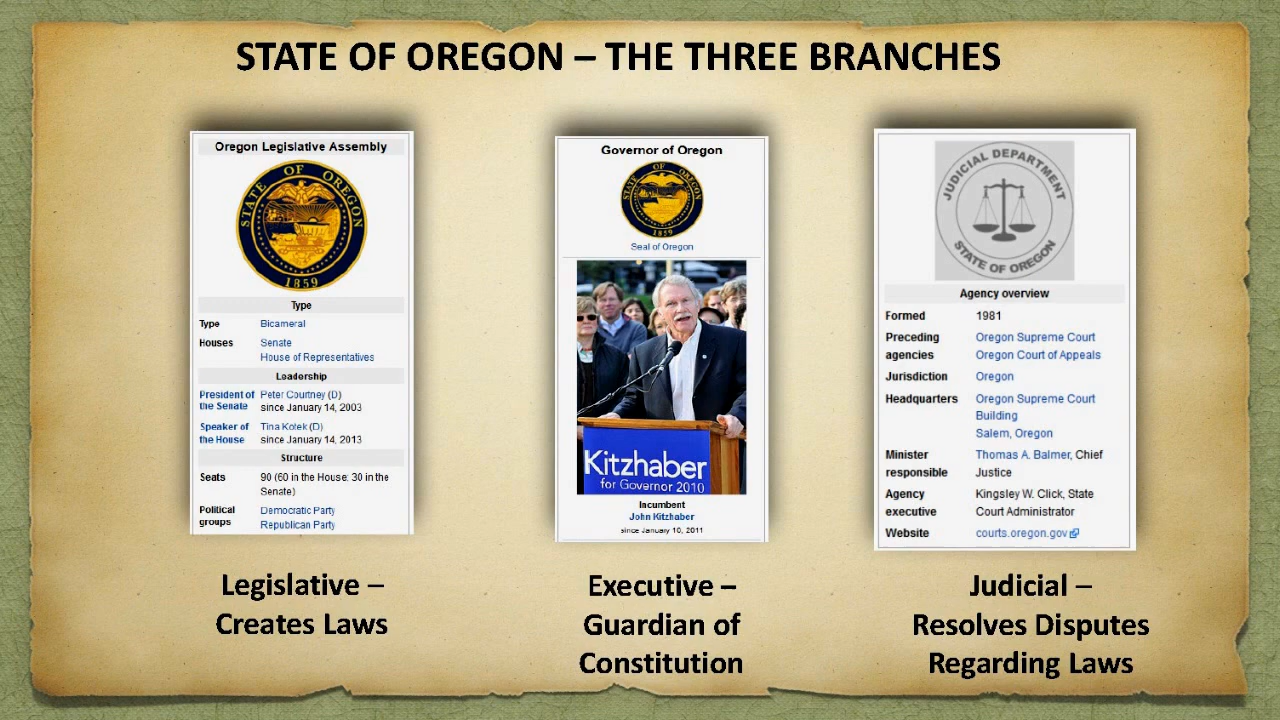 STATE OF OREGON – THE THREE BRANCHES
Oregon Legislative Assembly
STATE OF OREGON
1859
Type
Type Bicameral
Houses Senate
House of Representatives
Leadership
President of the Senate Peter Courtney (D)
since January 14, 2003
Speaker of the House Tina Kotek (D)
since January 14, 2013
Structure
Seats 90 (60 in the House; 30 in the
Senate)
Political groups Democratic Party
Republican Party
Legislative –
Creates Laws
Governor of Oregon
STATE OF OREGON
1859
Seal of Oregon
Kitzhaber
for Governor 2010
Incumbent
John Kitzhaber
since January 10, 2011
Executive –
Guardian of
Constitution
JUDICIAL DEPARTMENT
STATE OF OREGON
Agency overview
Formed 1981
Preceding Oregon Supreme Court
agencies Oregon Court of Appeals
Jurisdiction Oregon
Headquarters Oregon Supreme Court
Building
Salem, Oregon
Minister Thomas A. Balmer, Chief
responsible Justice
Agency Kingsley W. Click, State
executive Court Administrator
Website courts.oregon.gov
Judicial –
Resolves Disputes
Regarding Laws